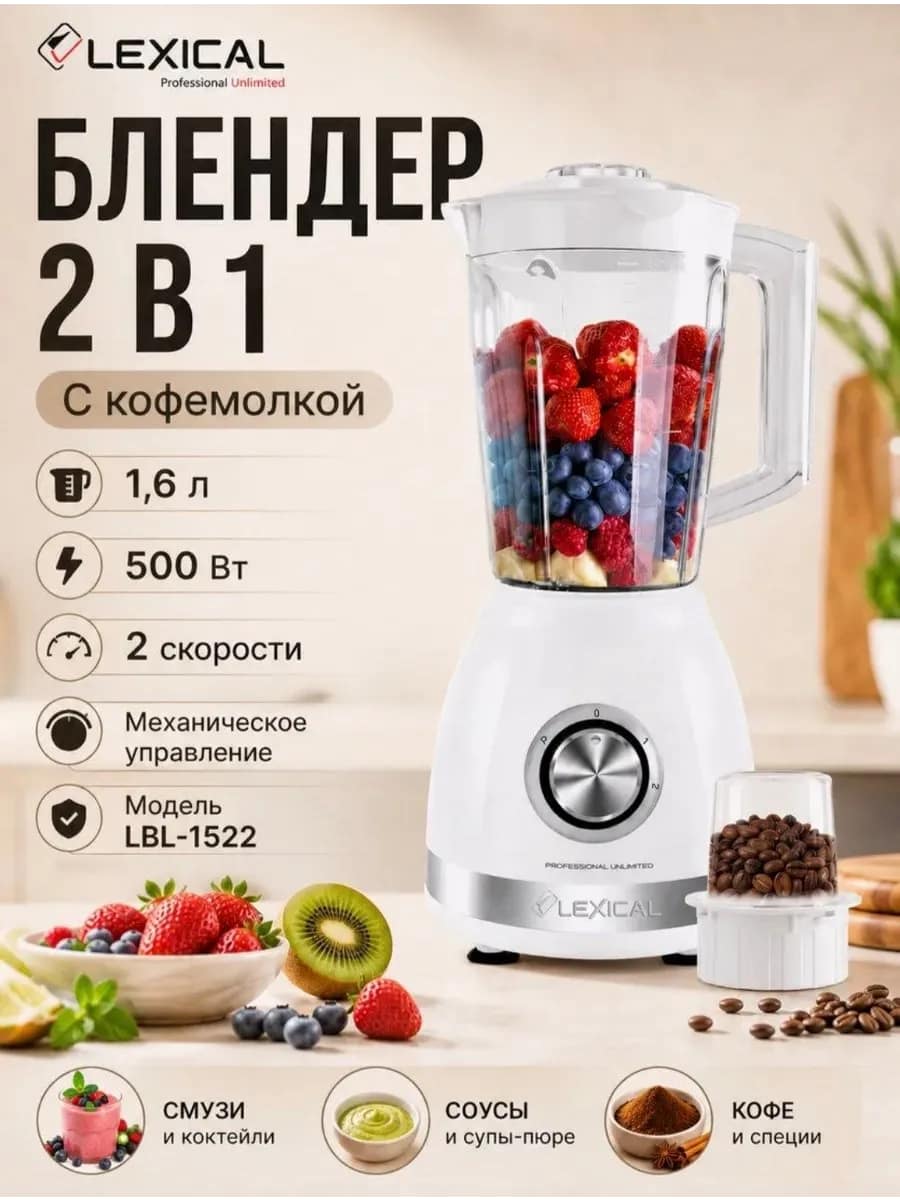 LEXICAL
Professional Unlimited
БЛЕНДЕР
2 В 1
С кофемолкой
1,6 л
500 Вт
2 скорости
Механическое
управление
Модель
LBL-1522
0
P
1
2
PROFESSIONAL UNLIMITED
LEXICAL
СМУЗИ
и коктейли
СОУСЫ
и супы-пюре
КОФЕ
и специи